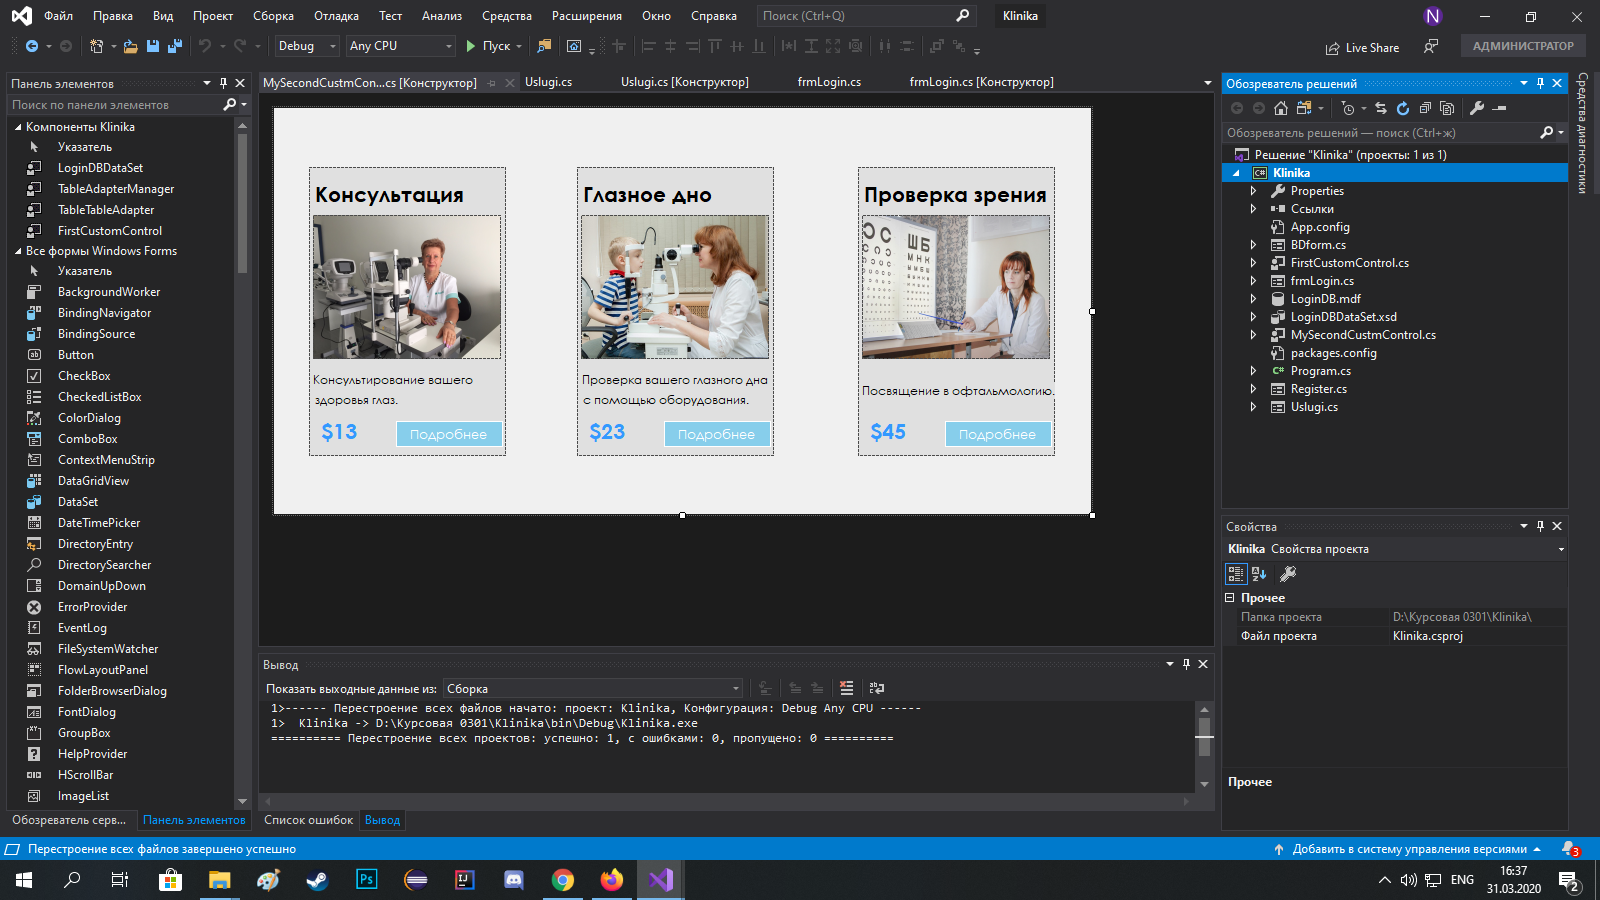 Файл Правка Вид Проект Сборка Отладка Тест Анализ Средства Расширения Окно Справка Поиск (Ctrl+Q) Klinika N
Debug Any CPU Пуск Live Share АДМИНИСТРАТОР
Панель элементов
Поиск по панели элементов
Компоненты Klinika
Указатель
LoginDBDataSet
TableAdapterManager
TableTableAdapter
FirstCustomControl
Все формы Windows Forms
Указатель
BackgroundWorker
BindingNavigator
BindingSource
Button
CheckBox
CheckedListBox
ColorDialog
ComboBox
ContextMenuStrip
DataGridView
DataSet
DateTimePicker
DirectoryEntry
DirectorySearcher
DomainUpDown
ErrorProvider
EventLog
FileSystemWatcher
FlowLayoutPanel
FolderBrowserDialog
FontDialog
GroupBox
HelpProvider
HScrollBar
ImageList
Обозреватель серв... Панель элементов
MySecondCustmCon...cs [Конструктор] Uslugi.cs Uslugi.cs [Конструктор] frmLogin.cs frmLogin.cs [Конструктор]
Консультация
Консультирование вашего
здоровья глаз.
$13 Подробнее
Глазное дно
Проверка вашего глазного дна
с помощью оборудования.
$23 Подробнее
Проверка зрения
Ш Б
М Н К
Посвящение в офтальмологию.
$45 Подробнее
Вывод
Показать выходные данные из: Сборка
1>------ Перестроение всех файлов начато: проект: Klinika, Конфигурация: Debug Any CPU ------
1> Klinika -> D:\Курсовая 0301\Klinika\bin\Debug\Klinika.exe
========== Перестроение всех проектов: успешно: 1, с ошибками: 0, пропущено: 0 ==========
Список ошибок Вывод
Обозреватель решений
Обозреватель решений — поиск (Ctrl+ж)
Решение "Klinika" (проекты: 1 из 1)
Klinika
Properties
Ссылки
App.config
BDform.cs
FirstCustomControl.cs
frmLogin.cs
LoginDB.mdf
LoginDBDataSet.xsd
MySecondCustmControl.cs
packages.config
Program.cs
Register.cs
Uslugi.cs
Средства диагностики
Свойства
Klinika Свойства проекта
Прочее
Папка проекта D:\Курсовая 0301\Klinika\
Файл проекта Klinika.csproj
Прочее
Перестроение всех файлов завершено успешно Добавить в систему управления версиями 3
Ps IJ ENG 16:37
31.03.2020 2